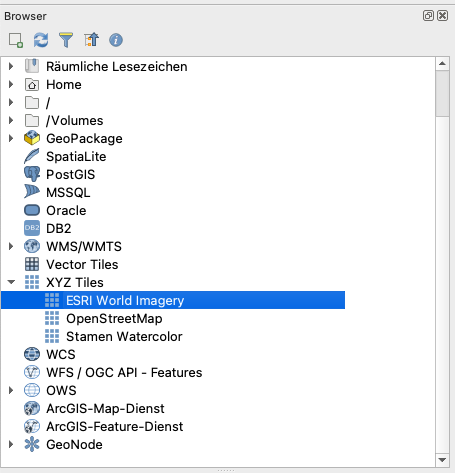 Browser
Räumliche Lesezeichen
Home
/
/Volumes
GeoPackage
SpatiaLite
PostGIS
MSSQL
Oracle
DB2 DB2
WMS/WMTS
Vector Tiles
XYZ Tiles
ESRI World Imagery
OpenStreetMap
Stamen Watercolor
WCS
WFS / OGC API - Features
OWS
ArcGIS-Map-Dienst
ArcGIS-Feature-Dienst
GeoNode